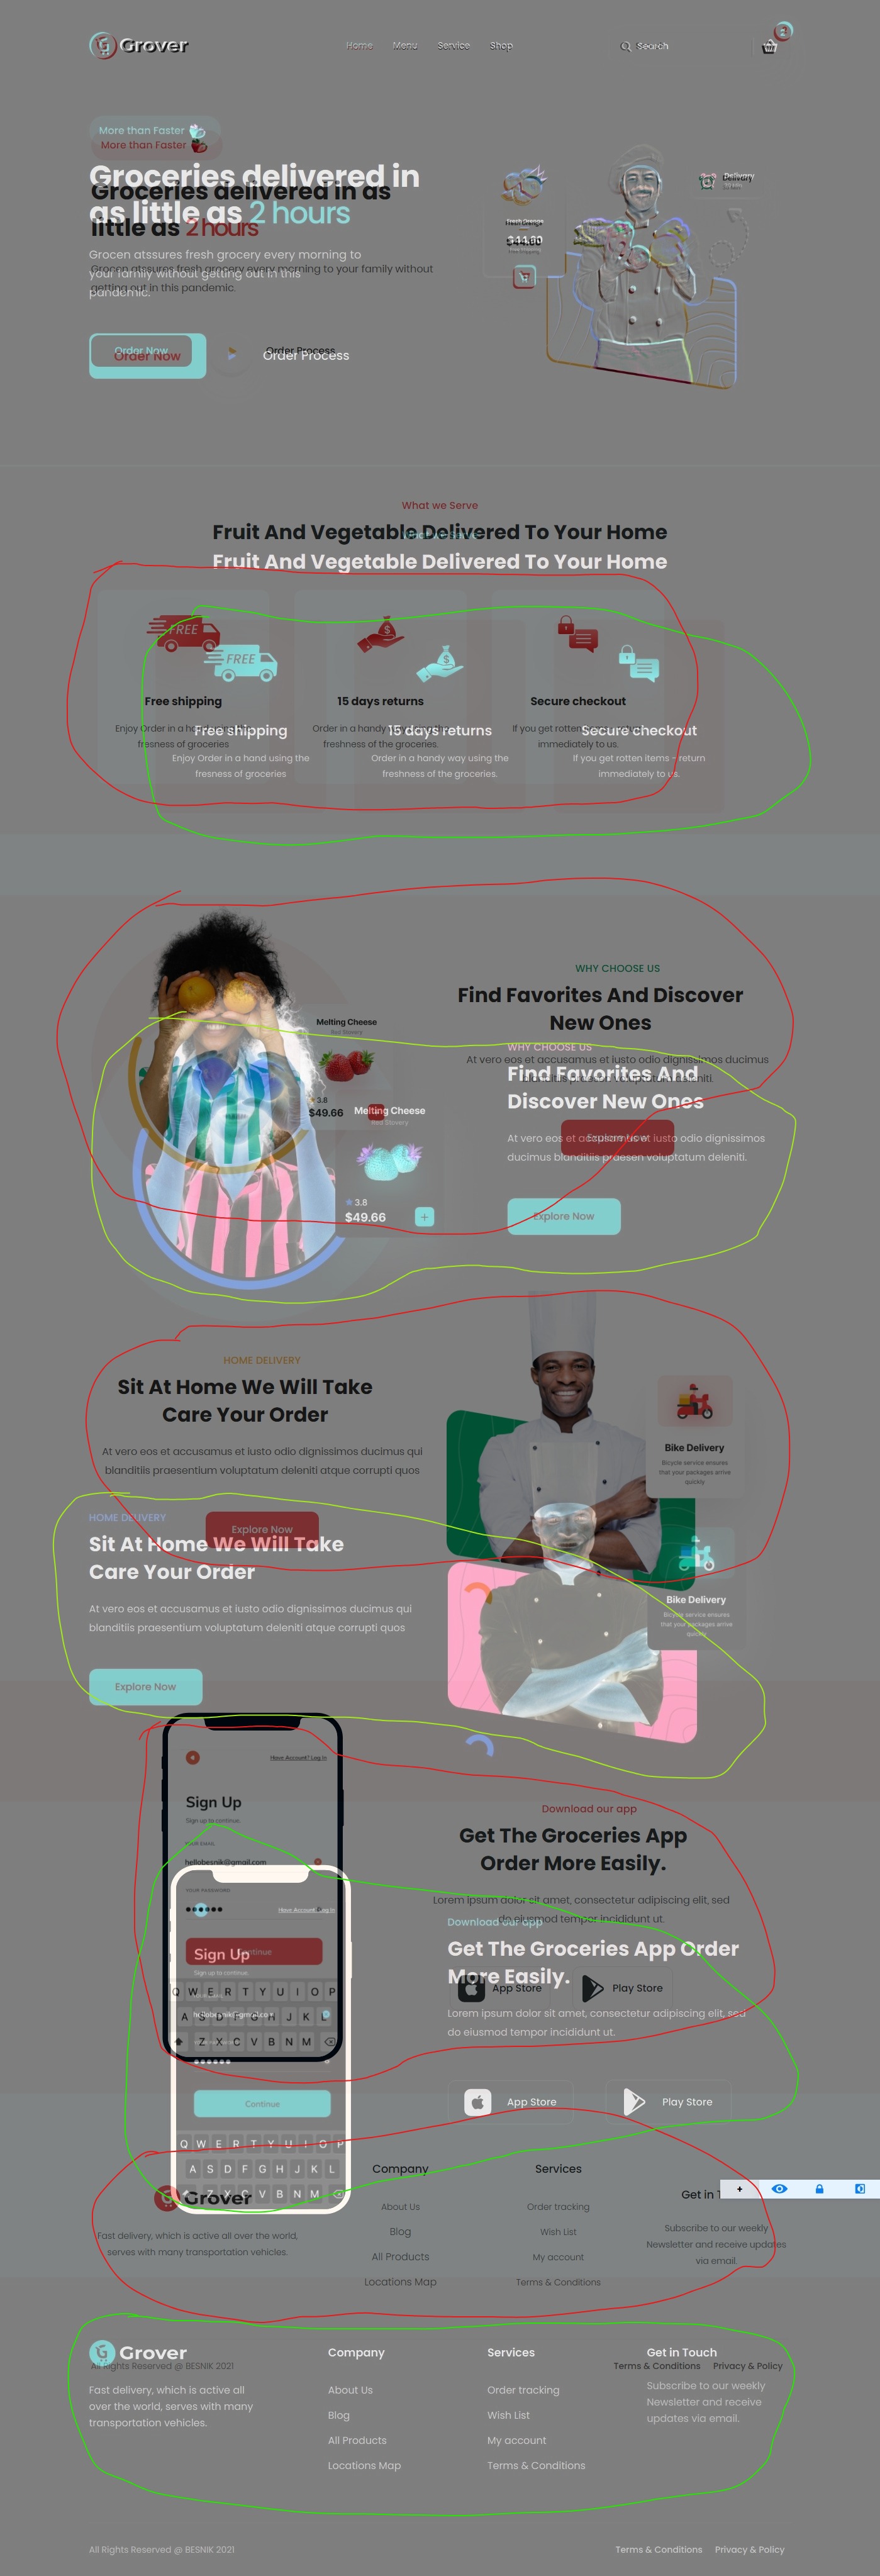 Grover
Home Menu Service Shop
Search
2
More than Faster
More than Faster
Groceries delivered in
as little as 2 hours
Groceries delivered in as
little as 2 hours
Grocen atssures fresh grocery every morning to
your family without getting out in this
pandemic.
Grocen atssures fresh grocery every morning to your family without
getting out in this pandemic.
Order Now
Order Now
Order Process
Order Process
Fresh Orange
$44.80
Delivery
What we Serve
Fruit And Vegetable Delivered To Your Home
What we Serve
Fruit And Vegetable Delivered To Your Home
FREE
FREE
$
$
Free shipping
15 days returns
Secure checkout
Enjoy Order in a hand
fresness of groceries
Order in a handy way
freshness of the groceries.
If you get rotten
immediately to us.
Free shipping
15 days returns
Secure checkout
Enjoy Order in a hand using the
fresness of groceries
Order in a handy way using the
freshness of the groceries.
If you get rotten items - return
immediately to us.
WHY CHOOSE US
Find Favorites And Discover
New Ones
At vero eos et accusamus et iusto odio dignissimos ducimus
Explore Now
Melting Cheese
Red Stovery
3.8
$49.66
WHY CHOOSE US
Find Favorites And
Discover New Ones
At vero eos et accusamus et iusto odio dignissimos
ducimus blanditiis praesen voluptatum deleniti.
Explore Now
Melting Cheese
Red Stovery
3.8
$49.66
+
HOME DELIVERY
Sit At Home We Will Take
Care Your Order
At vero eos et accusamus et iusto odio dignissimos ducimus qui
blanditiis praesentium voluptatum deleniti atque corrupti quos
Explore Now
Bike Delivery
Bicycle service ensures
that your packages arrive
quickly
HOME DELIVERY
Sit At Home We Will Take
Care Your Order
At vero eos et accusamus et iusto odio dignissimos ducimus qui
blanditiis praesentium voluptatum deleniti atque corrupti quos
Explore Now
Bike Delivery
Bicycle service ensures
that your packages arrive
quickly
Have Account? Log In
Sign Up
Sign up to continue.
YOUR EMAIL
hellobesnik@gmail.com
YOUR PASSWORD
Continue
Q W E R T Y U I O P
A S D F G H J K L
Z X C V B N M
Download our app
Get The Groceries App
Order More Easily.
Lorem ipsum dolor sit amet, consectetur adipiscing elit, sed
do eiusmod tempor incididunt ut.
App Store
Play Store
Have Account? Log In
Sign Up
Sign up to continue.
hellobesnik@gmail.com
Continue
Q W E R T Y U I O P
A S D F G H J K L
Z X C V B N M
Download our app
Get The Groceries App Order
More Easily.
Lorem ipsum dolor sit amet, consectetur adipiscing elit, sed
do eiusmod tempor incididunt ut.
App Store
Play Store
Grover
Fast delivery, which is active all over the world,
serves with many transportation vehicles.
Company
About Us
Blog
All Products
Locations Map
Services
Order tracking
Wish List
My account
Terms & Conditions
Get in
Subscribe to our weekly
Newsletter and receive updates
via email.
+
Grover
All Rights Reserved @ BESNIK 2021
Terms & Conditions Privacy & Policy
Fast delivery, which is active all
over the world, serves with many
transportation vehicles.
Company
About Us
Blog
All Products
Locations Map
Services
Order tracking
Wish List
My account
Terms & Conditions
Get in Touch
Subscribe to our weekly
Newsletter and receive
updates via email.
All Rights Reserved @ BESNIK 2021
Terms & Conditions Privacy & Policy